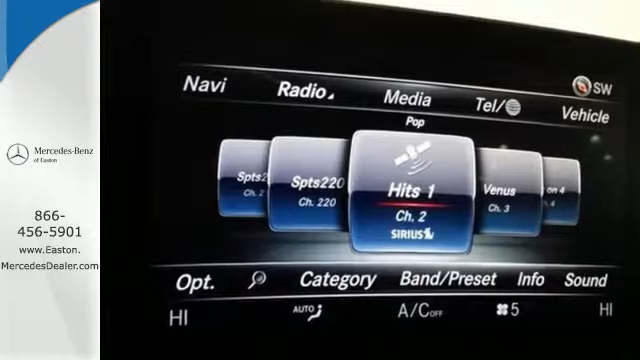 Mercedes-Benz
of Easton
866-
456-5901
www.Easton.
MercedesDealer.com
Navi Radio Media Tel/ Vehicle
SW
Pop
Spts2 Spts220 Hits 1 Venus on 4
Ch. 2 Ch. 220 Ch. 2 Ch. 3 . 4
SIRIUS
Opt. Category Band/Preset Info Sound
HI AUTO A/C OFF 5 HI